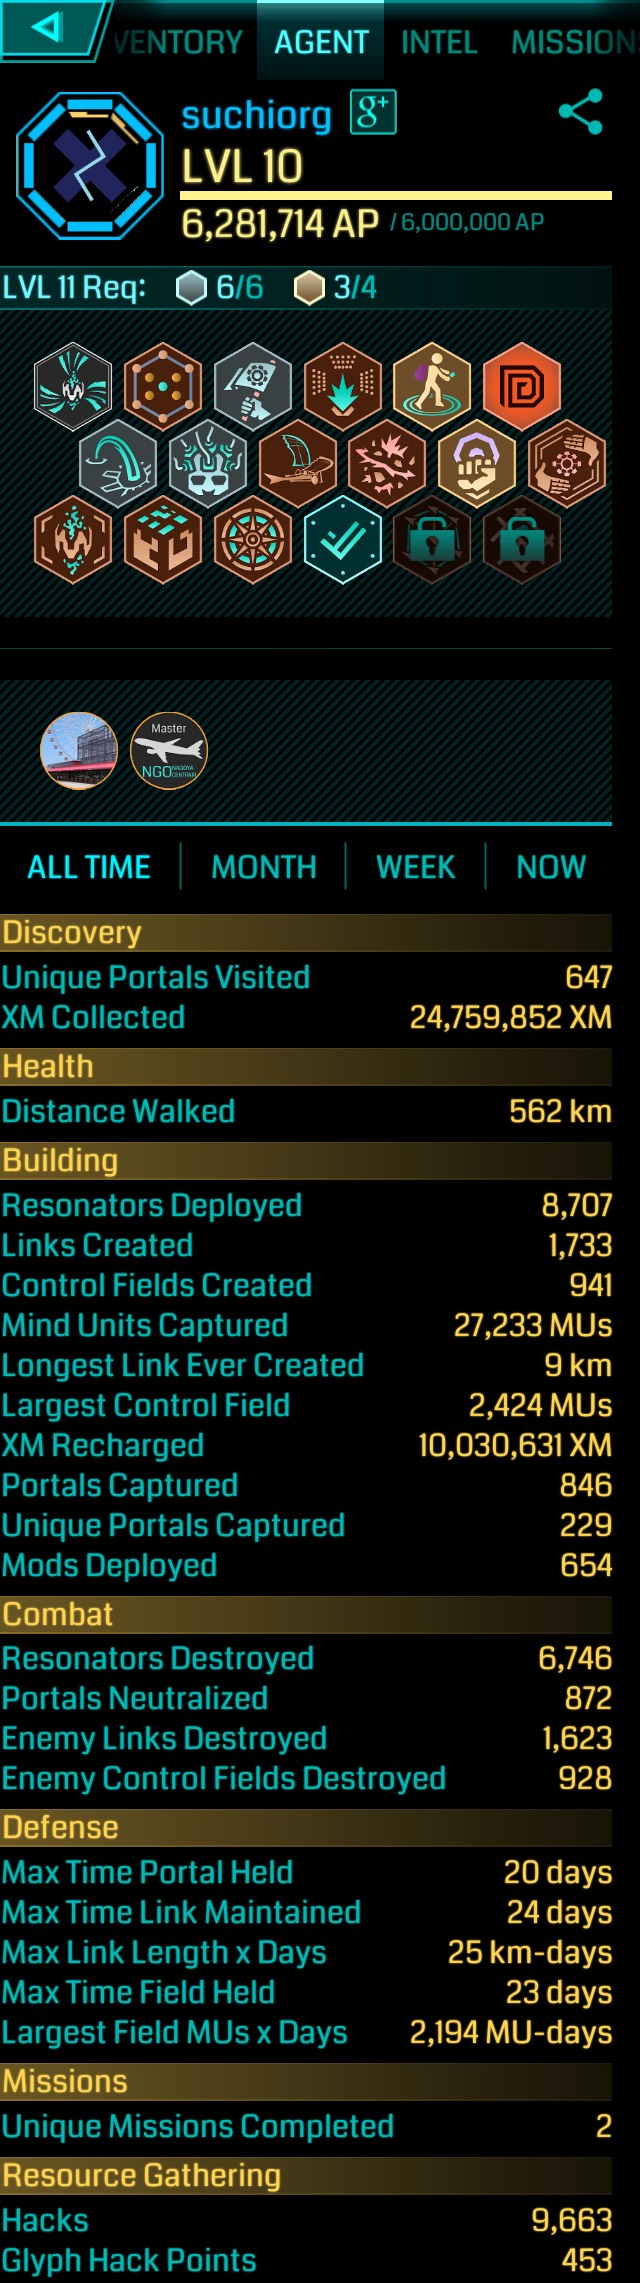 VENTORY AGENT INTEL MISSION
suchiorg g+
LVL 10
6,281,714 AP / 6,000,000 AP
LVL 11 Req: 6/6 3/4
Master
NGO NAGOYA CENTRAIR
ALL TIME MONTH WEEK NOW
Discovery
Unique Portals Visited 647
XM Collected 24,759,852 XM
Health
Distance Walked 562 km
Building
Resonators Deployed 8,707
Links Created 1,733
Control Fields Created 941
Mind Units Captured 27,233 MUs
Longest Link Ever Created 9 km
Largest Control Field 2,424 MUs
XM Recharged 10,030,631 XM
Portals Captured 846
Unique Portals Captured 229
Mods Deployed 654
Combat
Resonators Destroyed 6,746
Portals Neutralized 872
Enemy Links Destroyed 1,623
Enemy Control Fields Destroyed 928
Defense
Max Time Portal Held 20 days
Max Time Link Maintained 24 days
Max Link Length x Days 25 km-days
Max Time Field Held 23 days
Largest Field MUs x Days 2,194 MU-days
Missions
Unique Missions Completed 2
Resource Gathering
Hacks 9,663
Glyph Hack Points 453